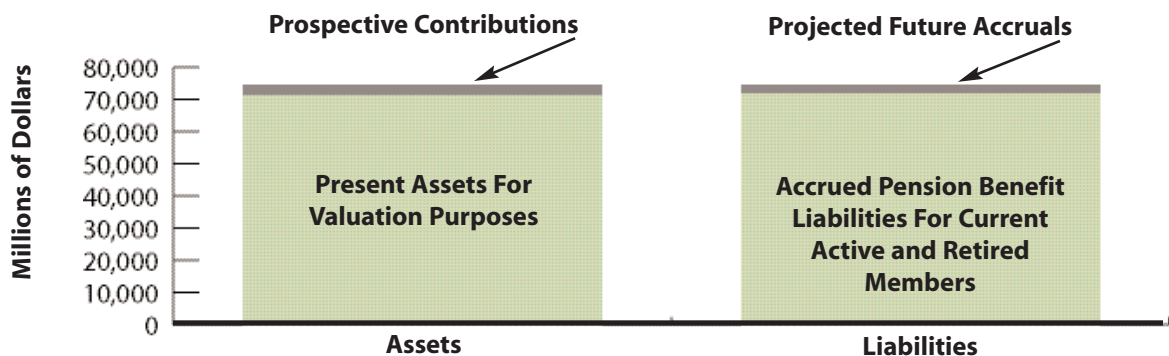 Prospective Contributions
Projected Future Accruals
Millions of Dollars
80,000
70,000
60,000
50,000
40,000
30,000
20,000
10,000
0
Present Assets For
Valuation Purposes
Accrued Pension Benefit
Liabilities For Current
Active and Retired
Members
Assets
Liabilities